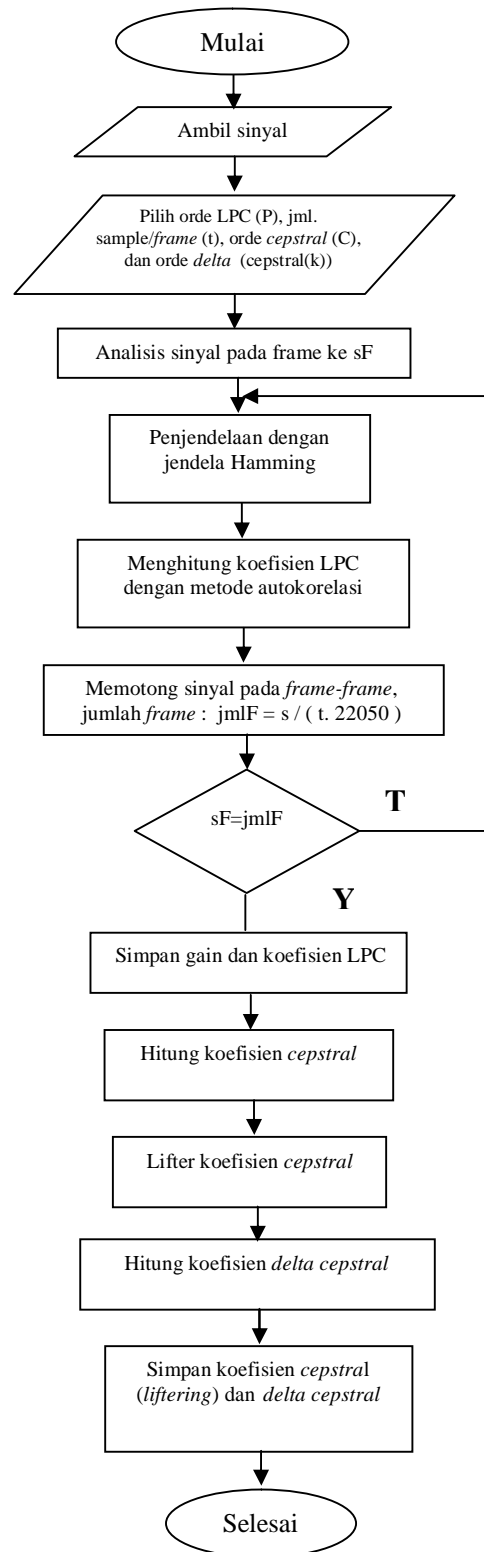 Mulai
Ambil sinyal
Pilih orde LPC (P), jml.
sample/frame (t), orde cepstral (C),
dan orde delta (cepstral(k))
Analisis sinyal pada frame ke sF
Penjendelaan dengan
jendela Hamming
Menghitung koefisien LPC
dengan metode autokorelasi
Memotong sinyal pada frame-frame,
jumlah frame : jmlF = s / ( t. 22050 )
sF=jmlF
T
Y
Simpan gain dan koefisien LPC
Hitung koefisien cepstral
Lifter koefisien cepstral
Hitung koefisien delta cepstral
Simpan koefisien cepstral
(liftering) dan delta cepstral
Selesai